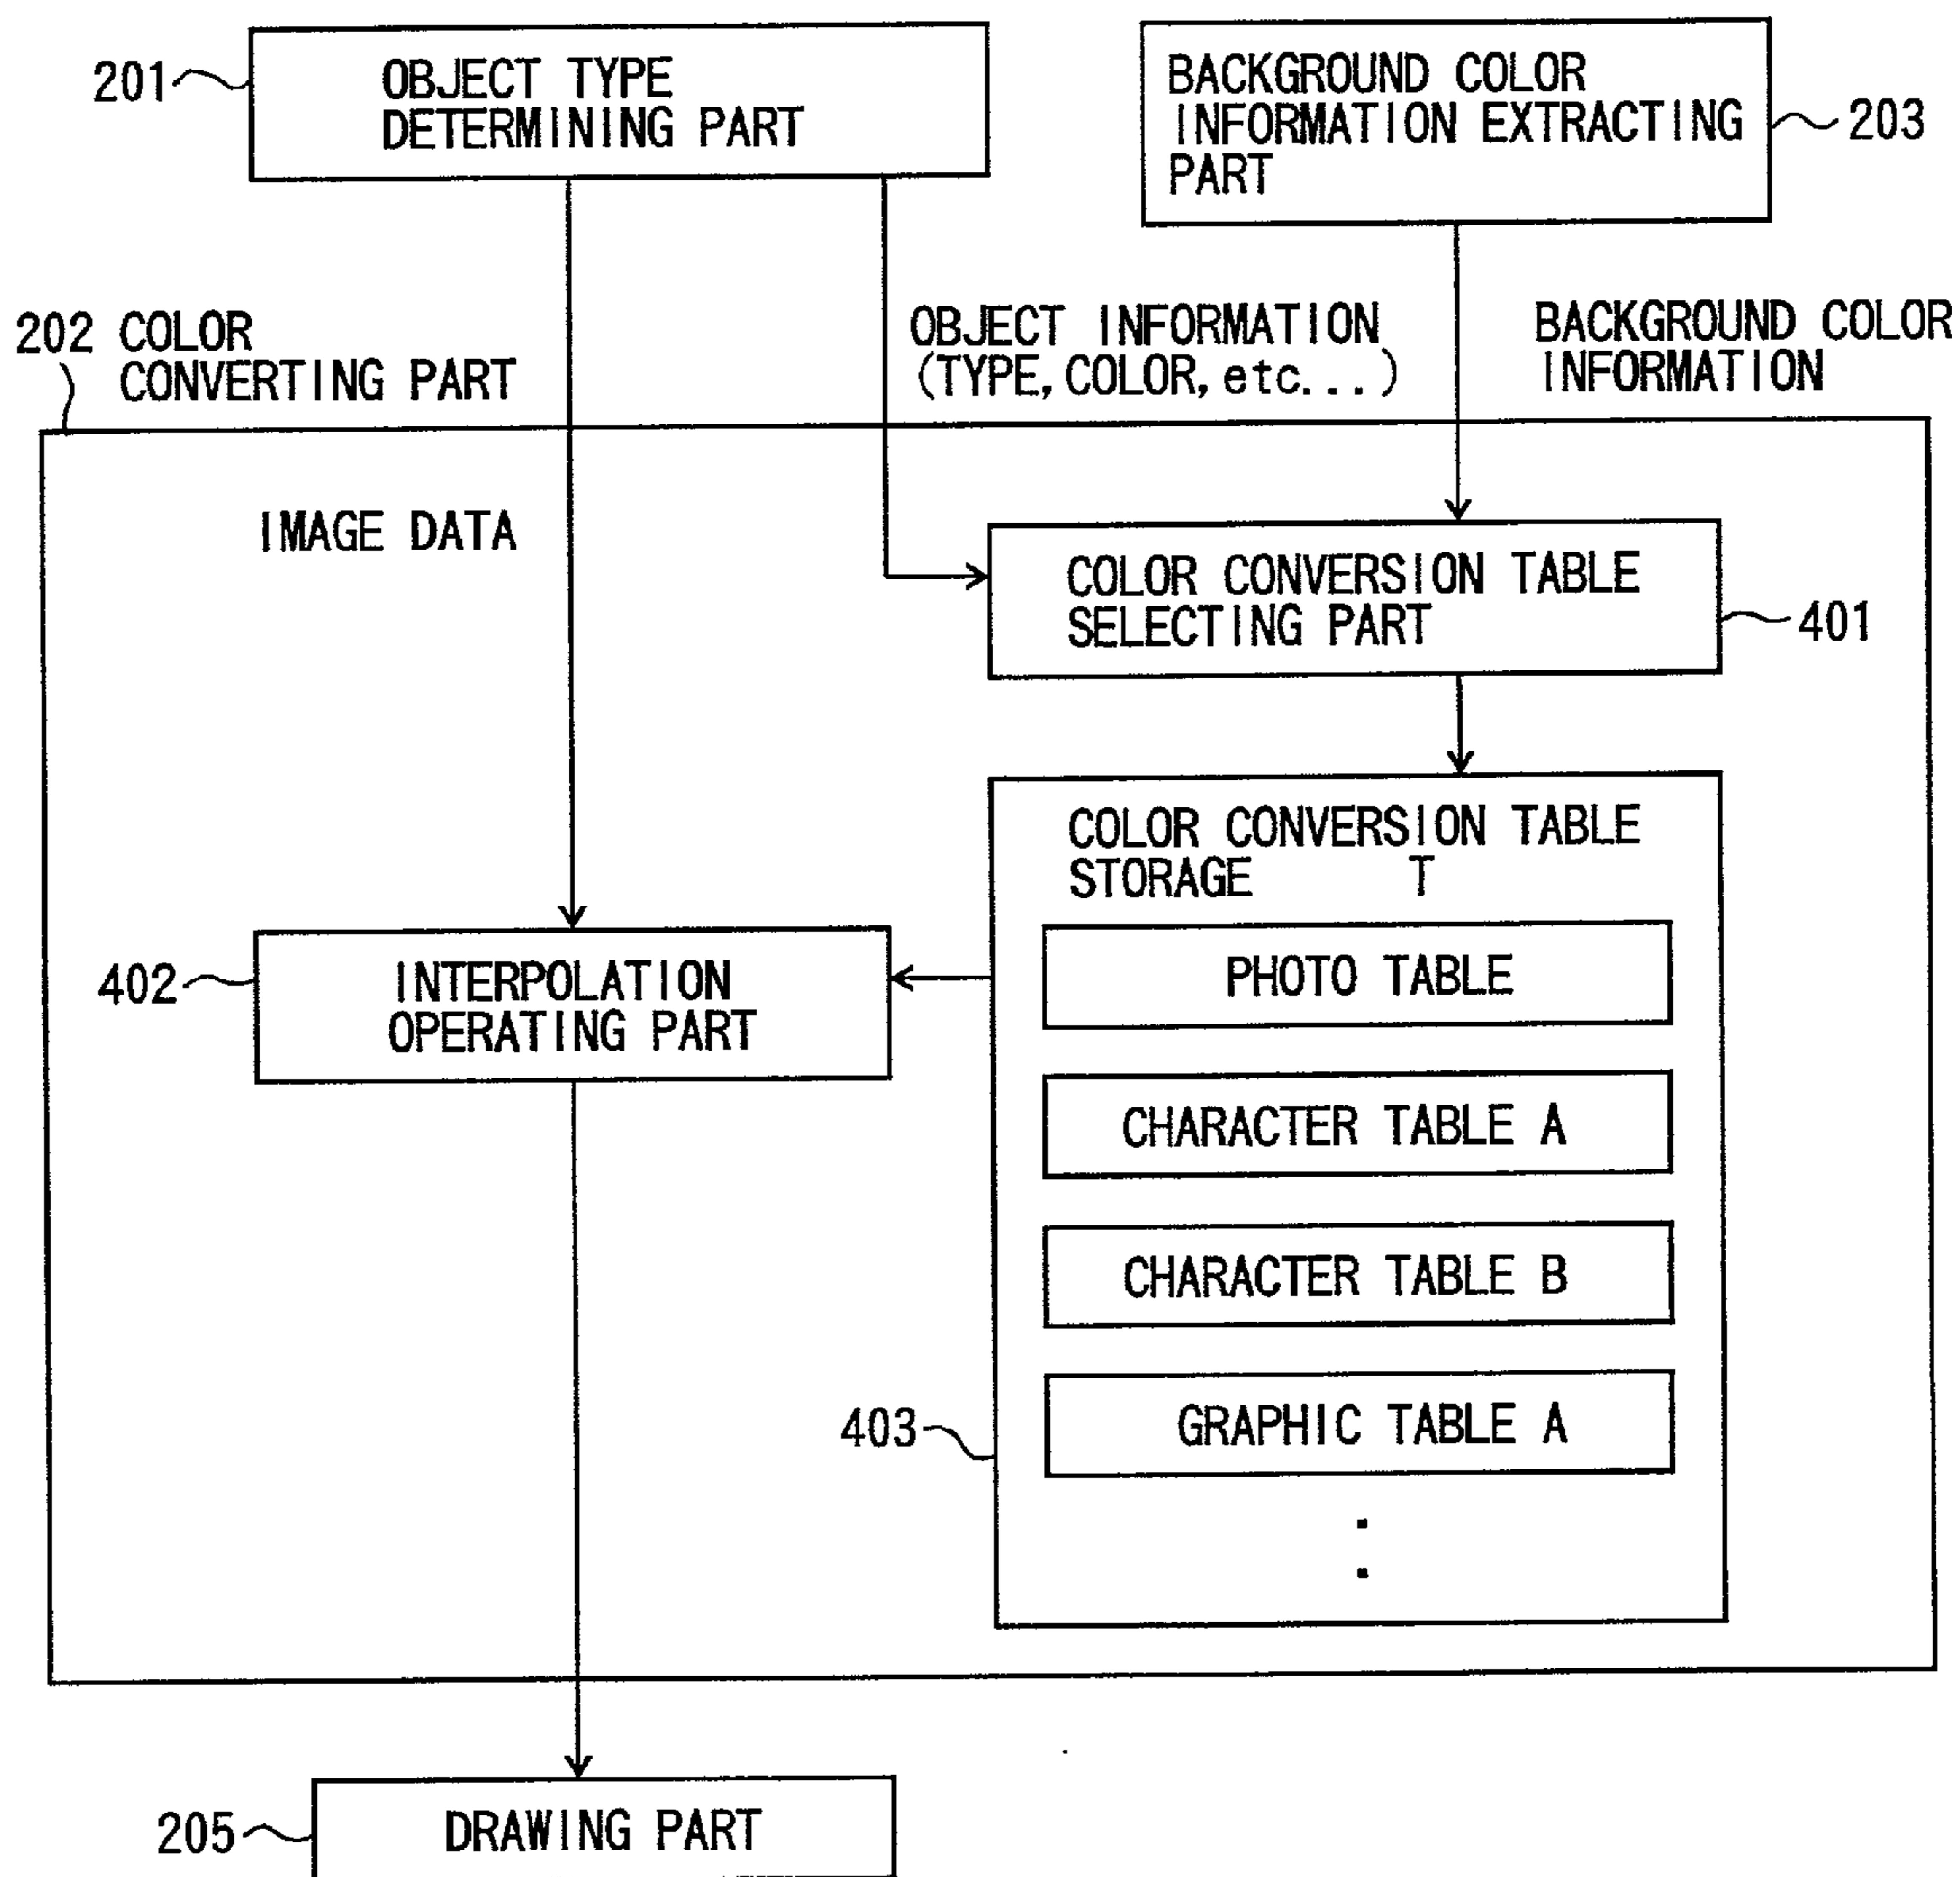 201
OBJECT TYPE
DETERMINING PART
BACKGROUND COLOR
INFORMATION EXTRACTING
PART
203
202 COLOR
CONVERTING PART
OBJECT INFORMATION
(TYPE, COLOR, etc...)
BACKGROUND COLOR
INFORMATION
IMAGE DATA
COLOR CONVERSION TABLE
SELECTING PART
401
COLOR CONVERSION TABLE
STORAGE T
402
INTERPOLATION
OPERATING PART
PHOTO TABLE
CHARACTER TABLE A
CHARACTER TABLE B
403
GRAPHIC TABLE A
205
DRAWING PART